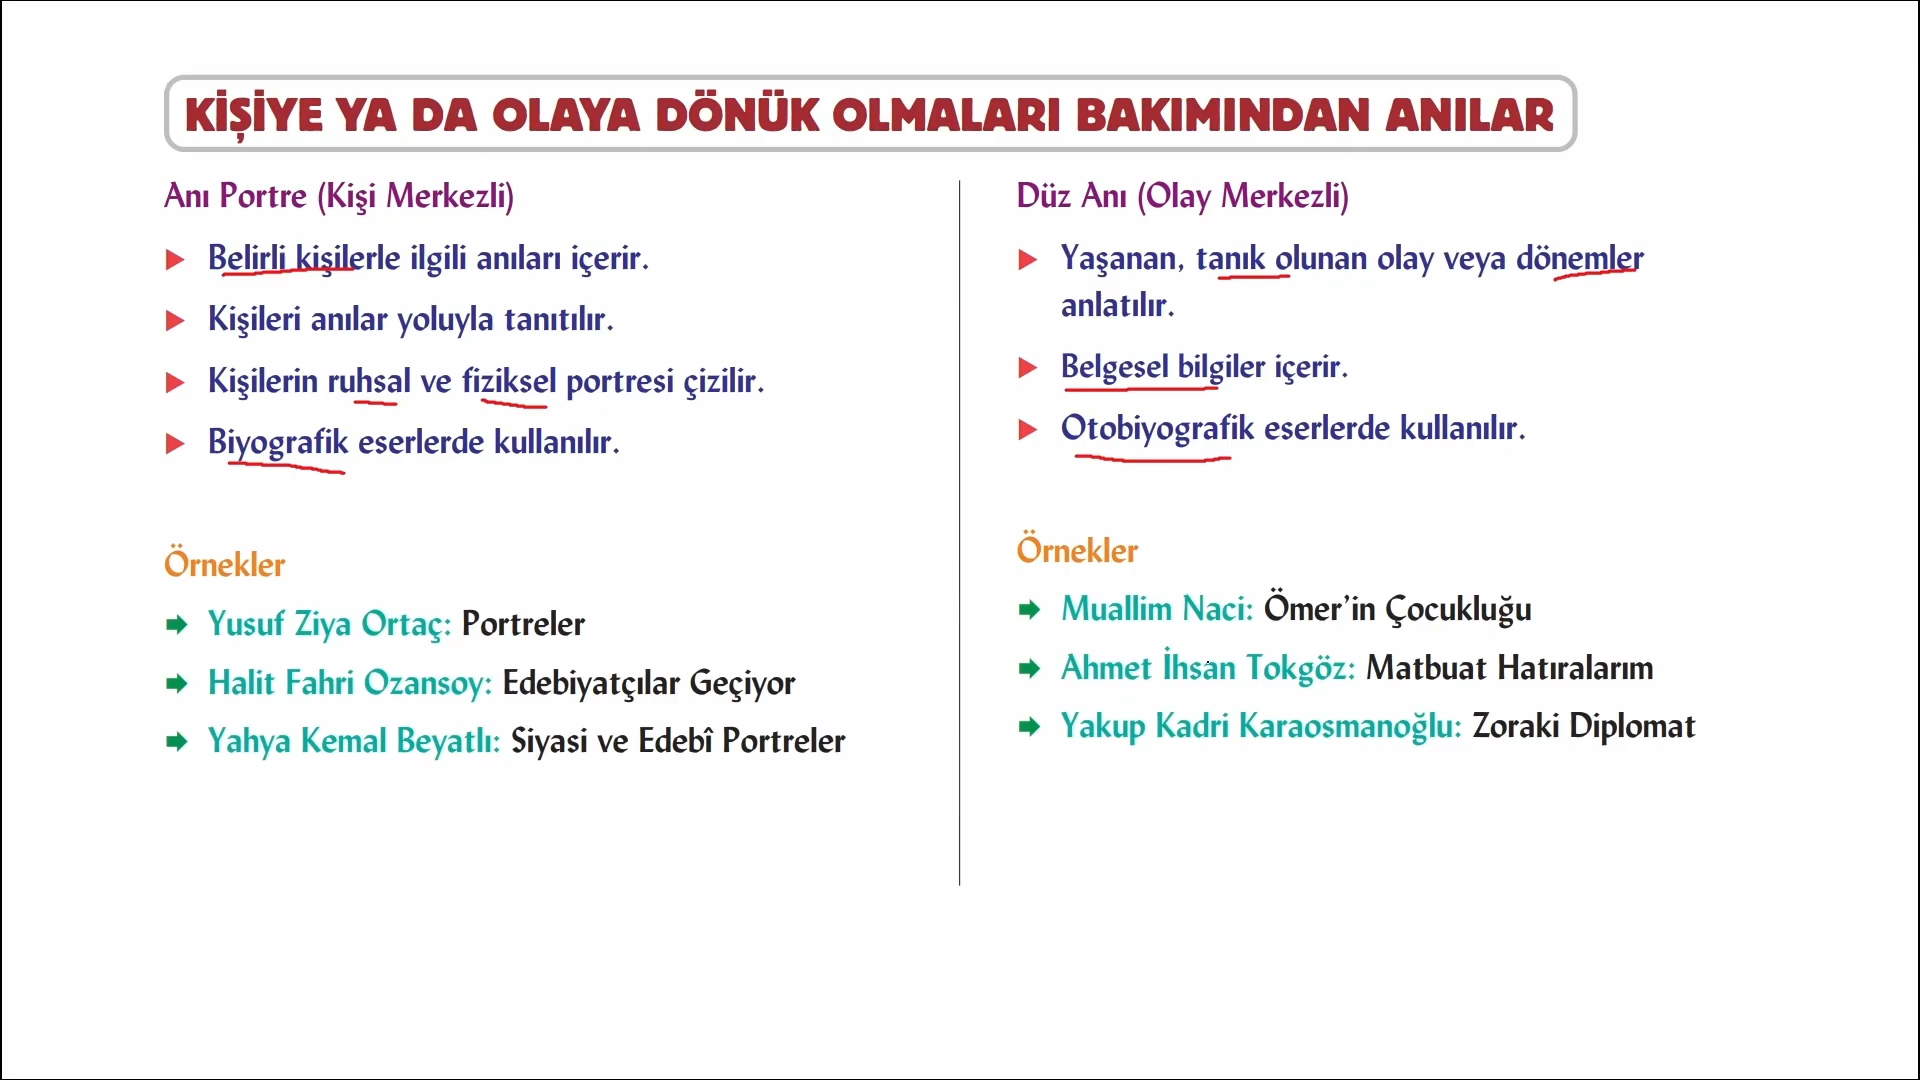 KİŞİYE YA DA OLAYA DÖNÜK OLMALARI BAKIMINDAN ANILAR
Anı Portre (Kişi Merkezli)
Belirli kişilerle ilgili anıları içerir.
Kişileri anılar yoluyla tanıtılır.
Kişilerin ruhsal ve fiziksel portresi çizilir.
Biyografik eserlerde kullanılır.
Örnekler
Yusuf Ziya Ortaç: Portreler
Halit Fahri Ozansoy: Edebiyatçılar Geçiyor
Yahya Kemal Beyatlı: Siyasi ve Edebî Portreler
Düz Anı (Olay Merkezli)
Yaşanan, tanık olunan olay veya dönemler
anlatılır.
Belgesel bilgiler içerir.
Otobiyografik eserlerde kullanılır.
Örnekler
Muallim Naci: Ömer’in Çocukluğu
Ahmet İhsan Tokgöz: Matbuat Hatıralarım
Yakup Kadri Karaosmanoğlu: Zoraki Diplomat